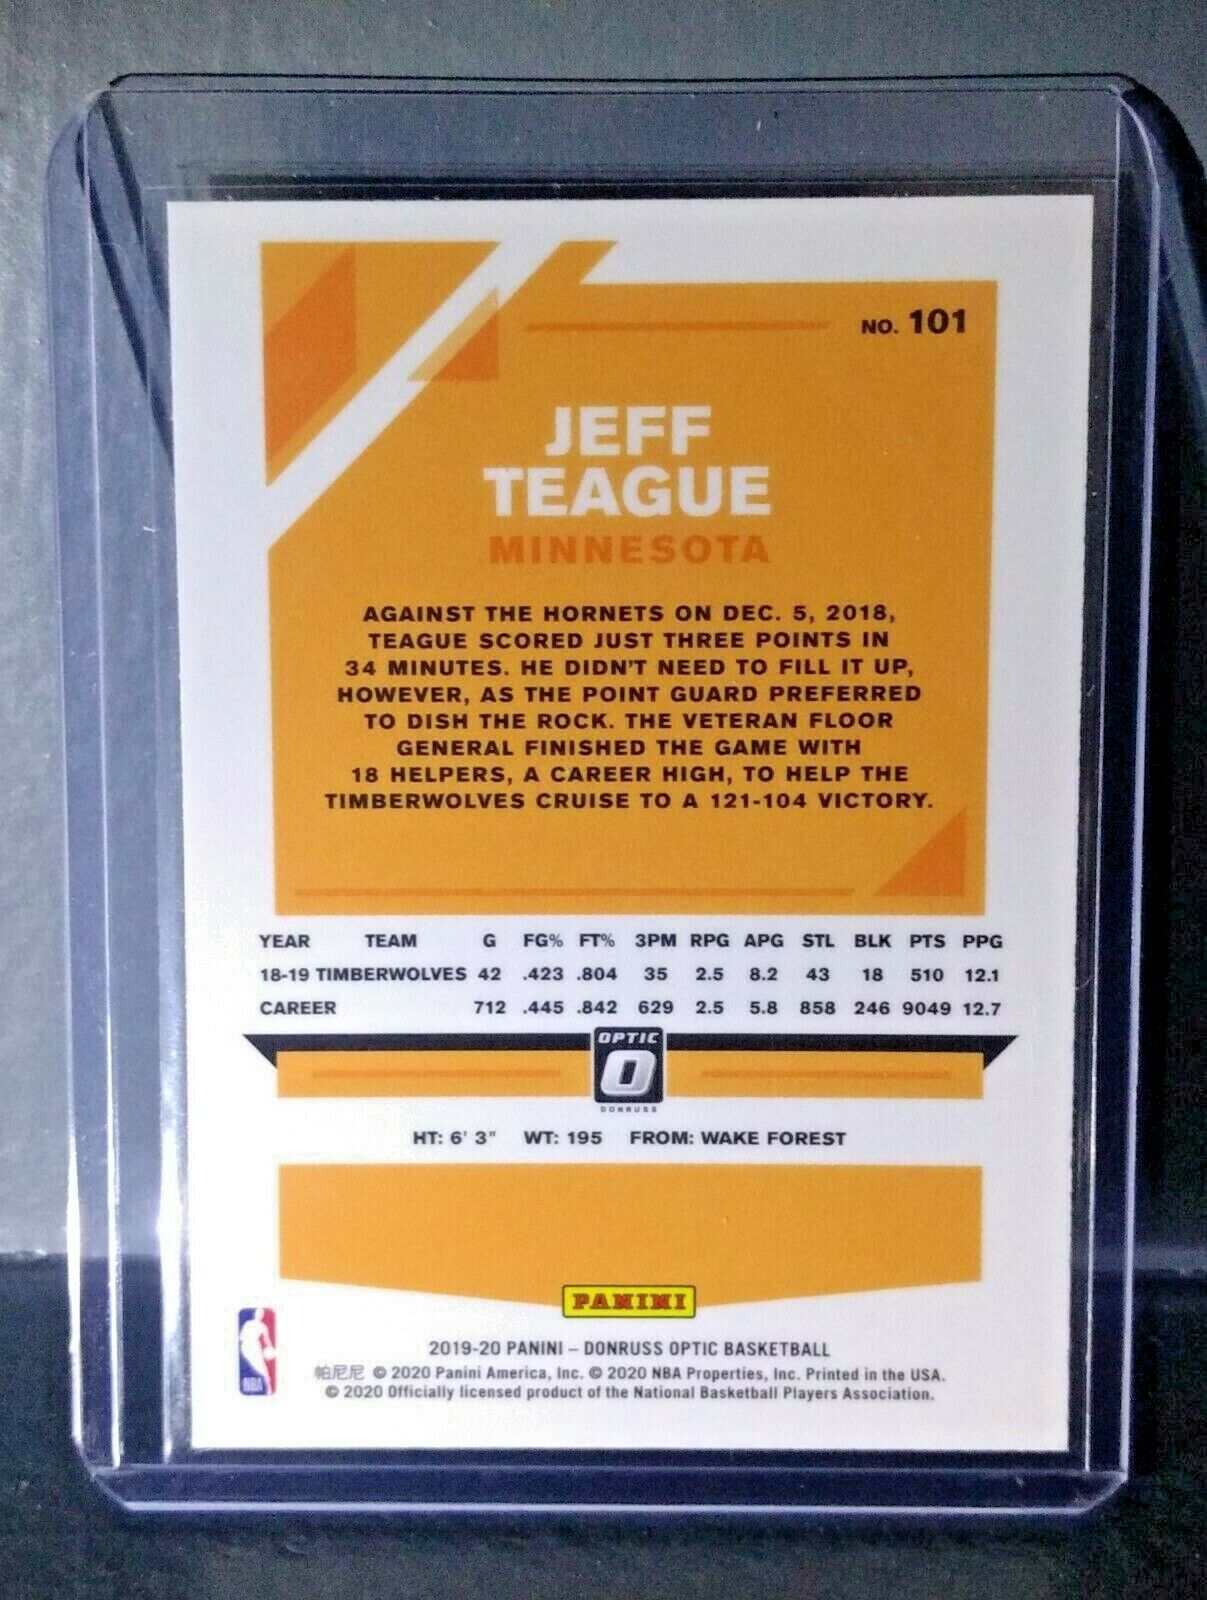 NO. 101
JEFF
TEAGUE
MINNESOTA
AGAINST THE HORNETS ON DEC. 5, 2018,
TEAGUE SCORED JUST THREE POINTS IN
34 MINUTES. HE DIDN'T NEED TO FILL IT UP,
HOWEVER, AS THE POINT GUARD PREFERRED
TO DISH THE ROCK. THE VETERAN FLOOR
GENERAL FINISHED THE GAME WITH
18 HELPERS, A CAREER HIGH, TO HELP THE
TIMBERWOLVES CRUISE TO A 121-104 VICTORY.
YEAR TEAM G FG% FT% 3PM RPG APG STL BLK PTS PPG
18-19 TIMBERWOLVES 42 .423 .804 35 2.5 8.2 43 18 510 12.1
CAREER 712 .445 .842 629 2.5 5.8 858 246 9049 12.7
OPTIC
O
DONRUSS
HT: 6' 3" WT: 195 FROM: WAKE FOREST
PANINI
2019-20 PANINI – DONRUSS OPTIC BASKETBALL
帕尼尼 © 2020 Panini America, Inc. © 2020 NBA Properties, Inc. Printed in the USA.
© 2020 Officially licensed product of the National Basketball Players Association.
NBA